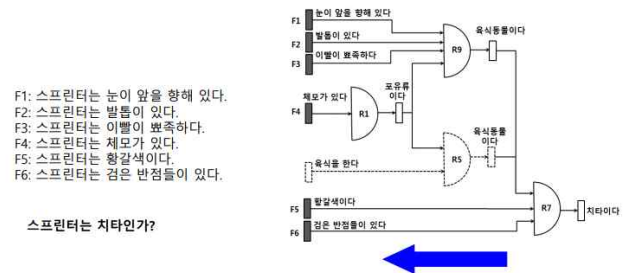 F1: 스프린터는 눈이 앞을 향해 있다.
F2: 스프린터는 발톱이 있다.
F3: 스프린터는 이빨이 뾰족하다.
F4: 스프린터는 체모가 있다.
F5: 스프린터는 황갈색이다.
F6: 스프린터는 검은 반점들이 있다.
스프린터는 치타인가?
F1
눈이 앞을 향해 있다
F2
발톱이 있다
F3
이빨이 뾰족하다
R9
육식동물이다
F4
체모가 있다
R1
포유류
이다
육식을 한다
R5
육식동물
이다
F5
황갈색이다
F6
검은 반점들이 있다
R7
치타이다